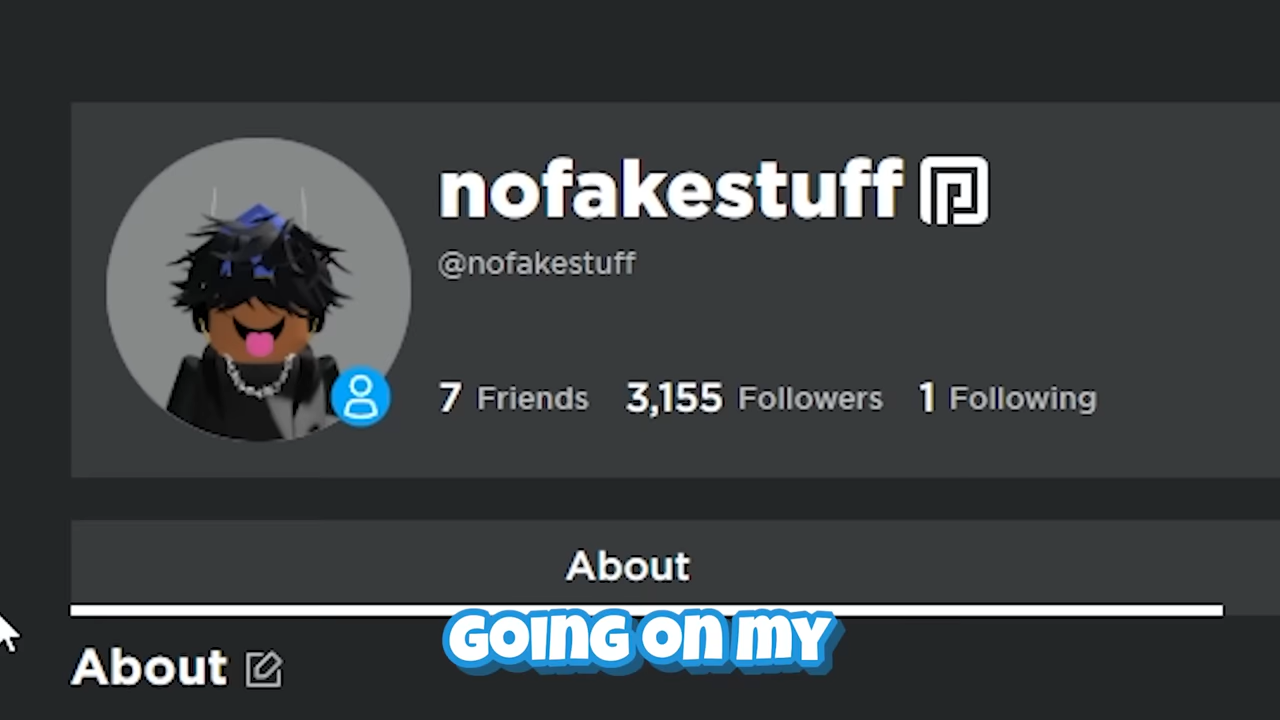 nofakestuff
@nofakestuff
7 Friends 3,155 Followers 1 Following
About
GOING ON MY
About